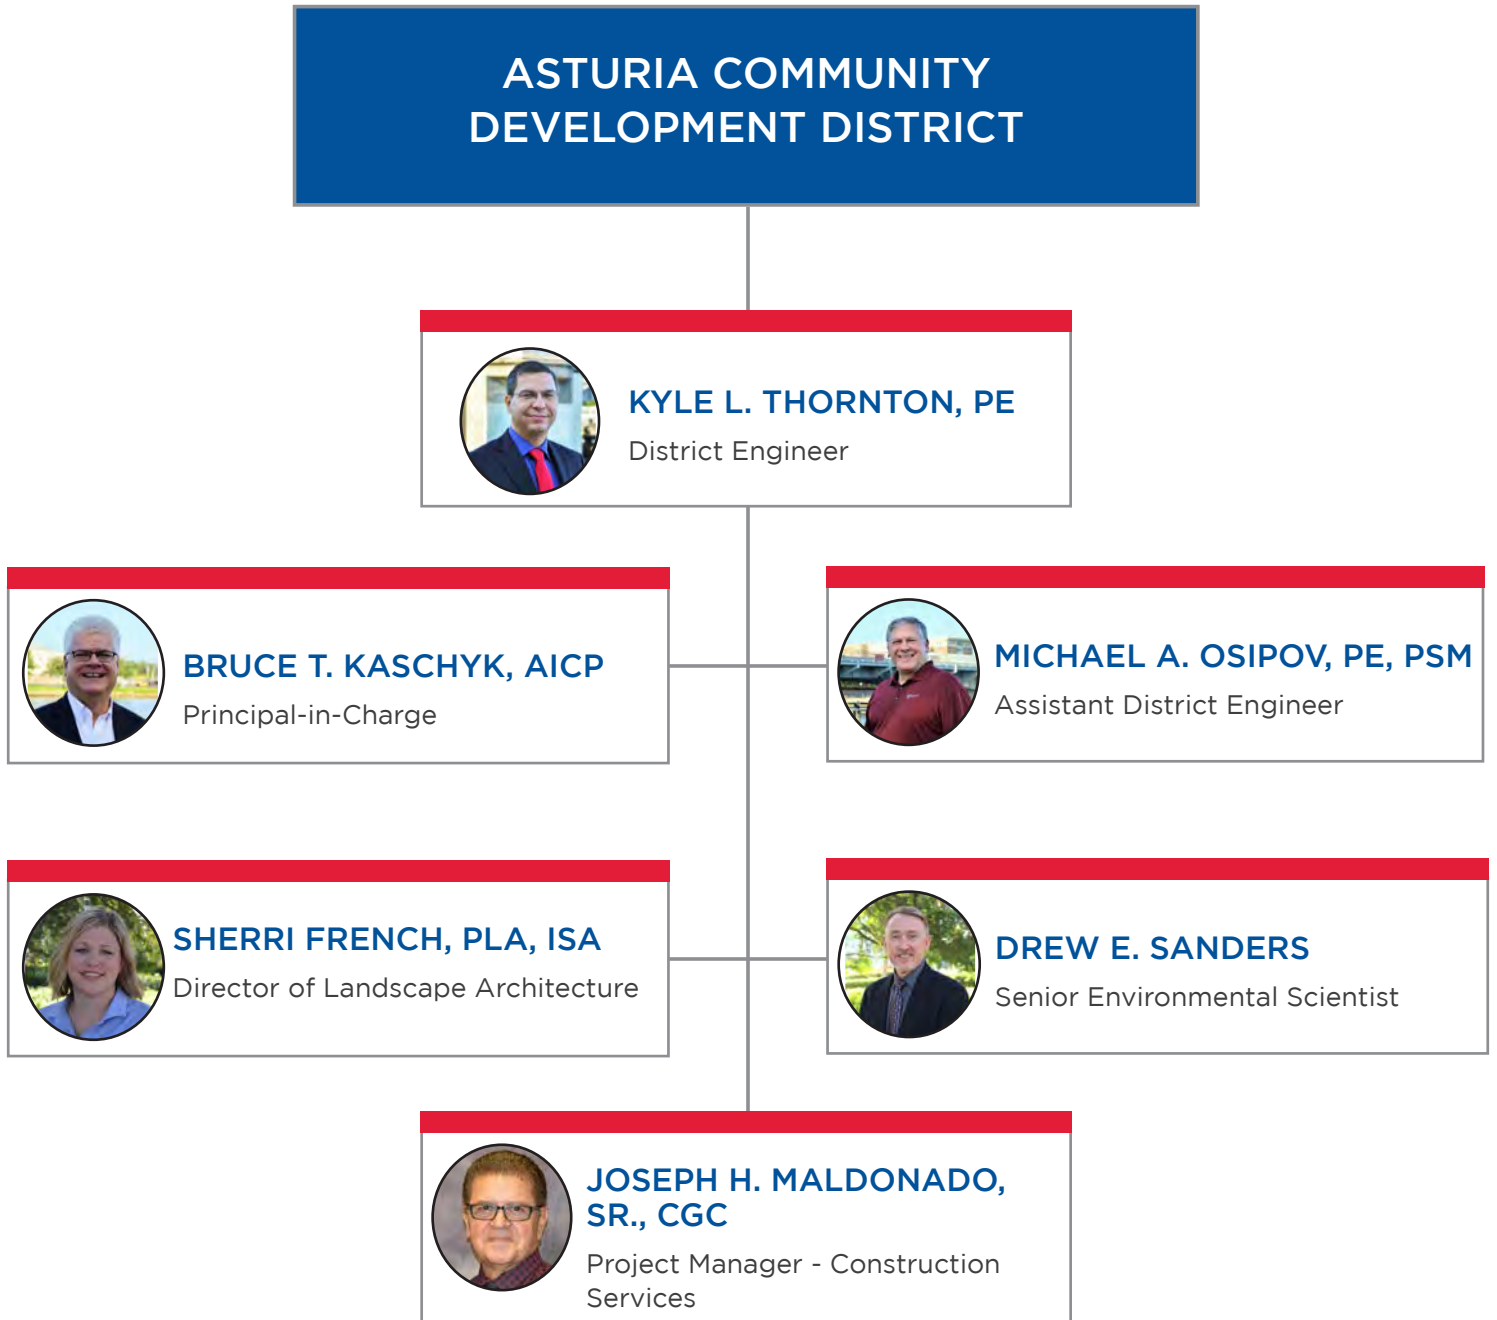 ASTURIA COMMUNITY
DEVELOPMENT DISTRICT
KYLE L. THORNTON, PE
District Engineer
BRUCE T. KASCHYK, AICP
Principal-in-Charge
MICHAEL A. OSIPOV, PE, PSM
Assistant District Engineer
SHERRI FRENCH, PLA, ISA
Director of Landscape Architecture
DREW E. SANDERS
Senior Environmental Scientist
JOSEPH H. MALDONADO,
SR., CGC
Project Manager - Construction
Services